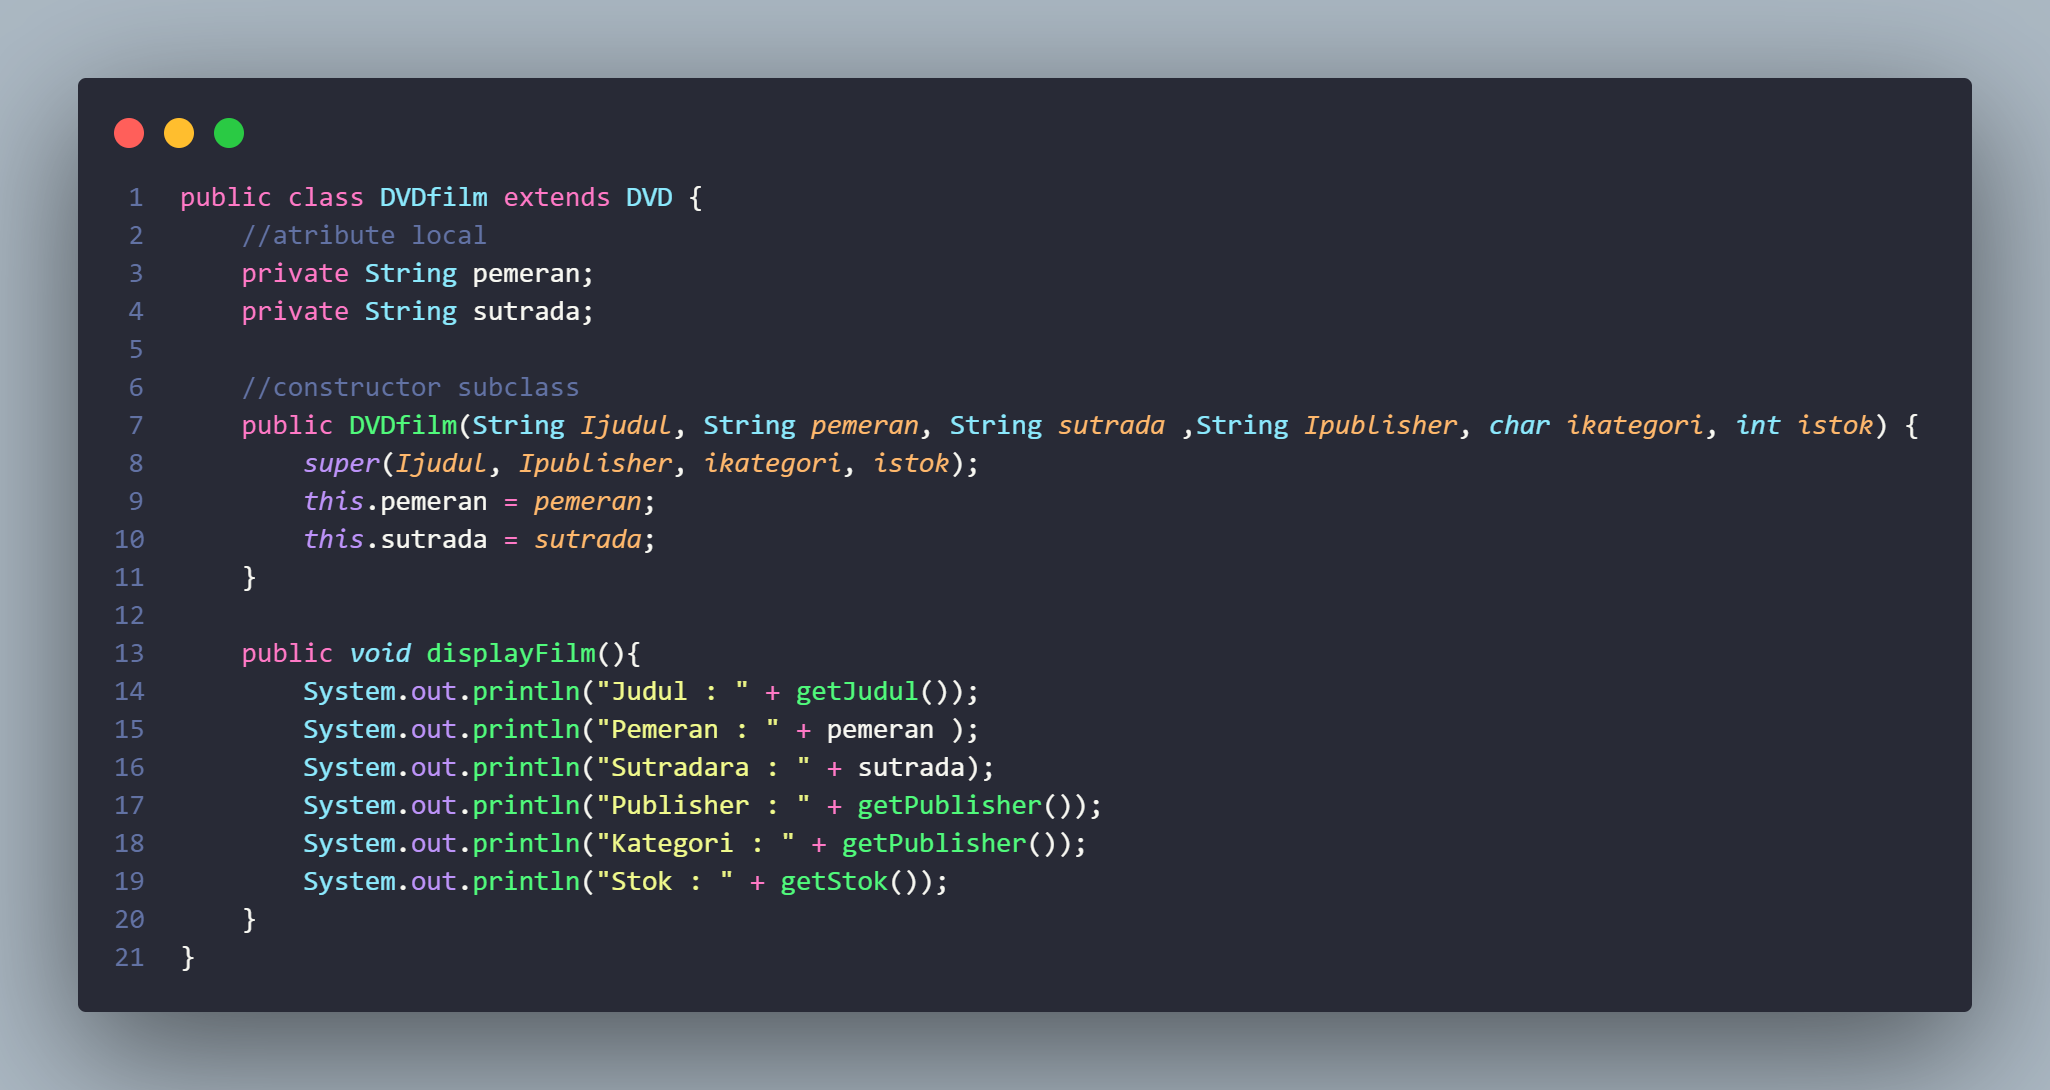 1 public class DVDfilm extends DVD {
2 //atribute local
3 private String pemeran;
4 private String sutrada;
5
6 //constructor subclass
7 public DVDfilm(String Ijudul, String pemeran, String sutrada ,String Ipublisher, char ikategori, int istok) {
8 super(Ijudul, Ipublisher, ikategori, istok);
9 this.pemeran = pemeran;
10 this.sutrada = sutrada;
11 }
12
13 public void displayFilm(){
14 System.out.println("Judul : " + getJudul());
15 System.out.println("Pemeran : " + pemeran );
16 System.out.println("Sutradara : " + sutrada);
17 System.out.println("Publisher : " + getPublisher());
18 System.out.println("Kategori : " + getPublisher());
19 System.out.println("Stok : " + getStok());
20 }
21 }